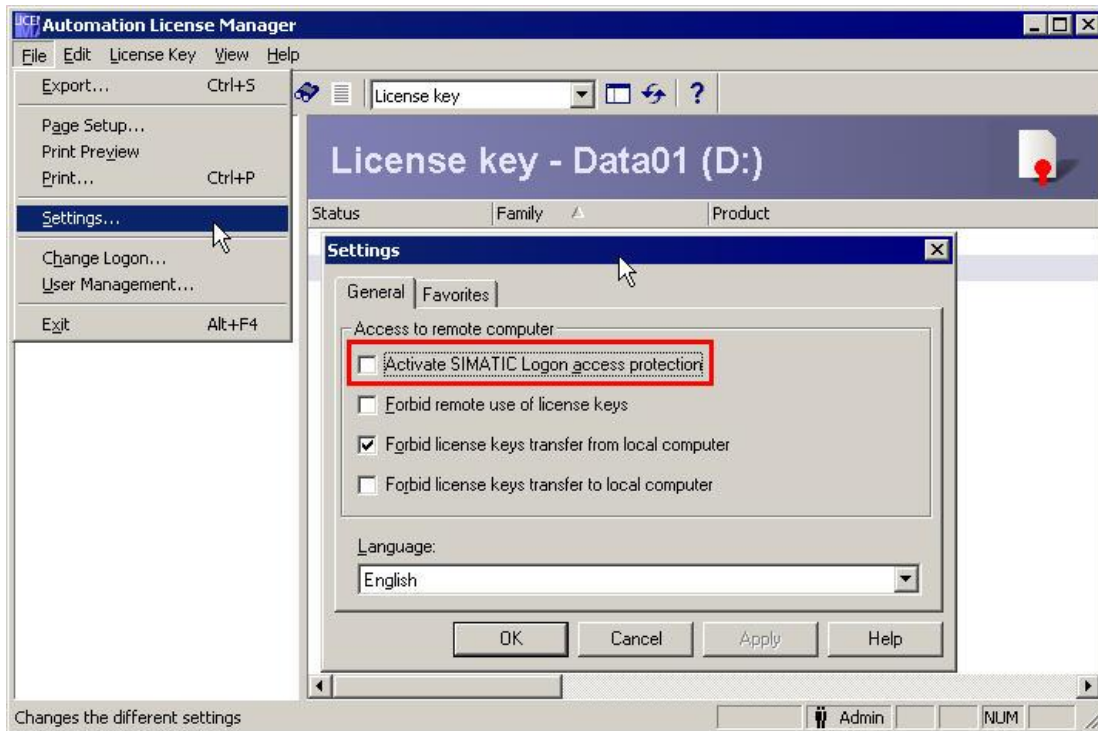 Automation License Manager
File Edit License Key View Help
Export... Ctrl+S
Page Setup...
Print Preview
Print... Ctrl+P
Settings...
Change Logon...
User Management...
Exit Alt+F4
License key
?
License key - Data01 (D:)
Status Family Product
Settings
General Favorites
Access to remote computer
Activate SIMATIC Logon access protection
Forbid remote use of license keys
Forbid license keys transfer from local computer
Forbid license keys transfer to local computer
Language:
English
OK Cancel Apply Help
Changes the different settings
Admin NUM